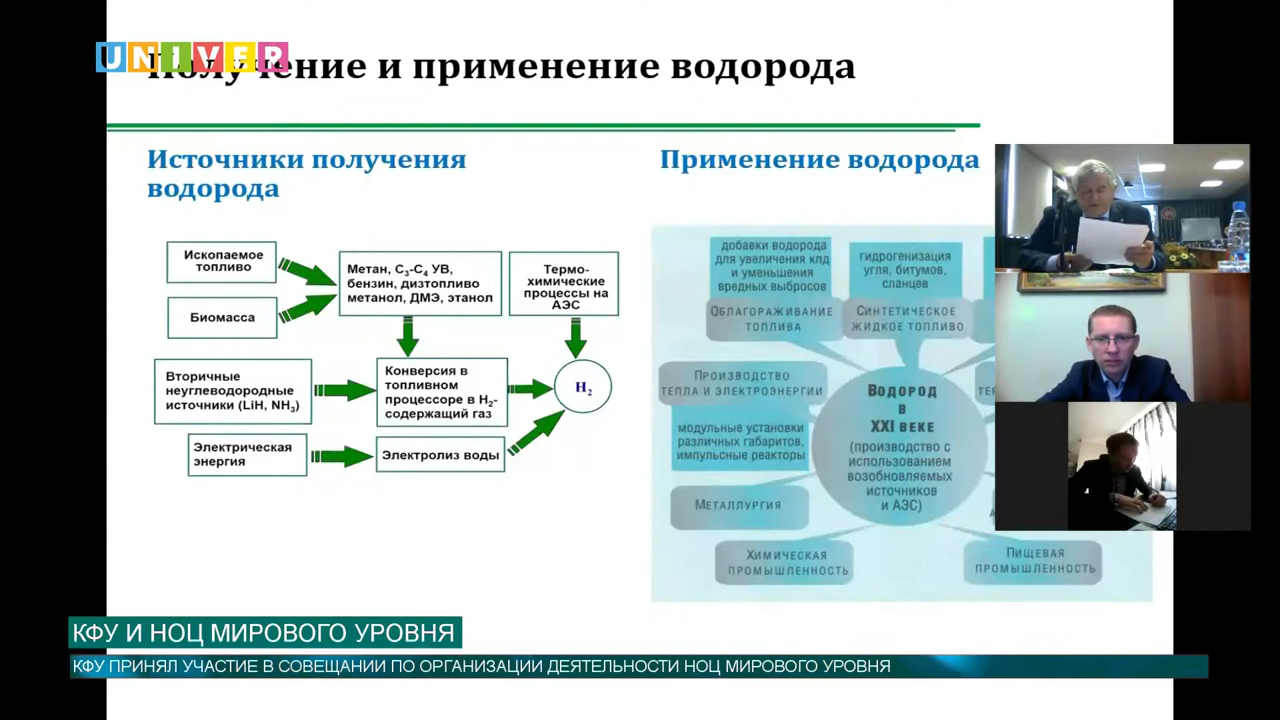 UNIVER
Получение и применение водорода
Источники получения
водорода
Ископаемое
топливо
Биомасса
Метан, С3-С4 УВ,
бензин, дизтопливо
метанол, ДМЭ, этанол
Термо-
химические
процессы на
АЭС
Вторичные
неуглеводородные
источники (LiH, NH3)
Конверсия в
топливном
процессоре в Н2-
содержащий газ
H2
Электрическая
энергия
Электролиз воды
Применение водорода
добавки водорода
для увеличения кпд
и уменьшения
вредных выбросов
Облагораживание
топлива
гидрогенизация
угля, битумов,
сланцев
Синтетическое
жидкое топливо
Производство
тепла и электроэнергии
модульные установки
различных габаритов,
импульсные реакторы
Водород
в
XXI веке
(производство с
использованием
возобновляемых
источников
и АЭС)
Металлургия
Химическая
промышленность
Пищевая
промышленность
КФУ И НОЦ МИРОВОГО УРОВНЯ
КФУ ПРИНЯЛ УЧАСТИЕ В СОВЕЩАНИИ ПО ОРГАНИЗАЦИИ ДЕЯТЕЛЬНОСТИ НОЦ МИРОВОГО УРОВНЯ